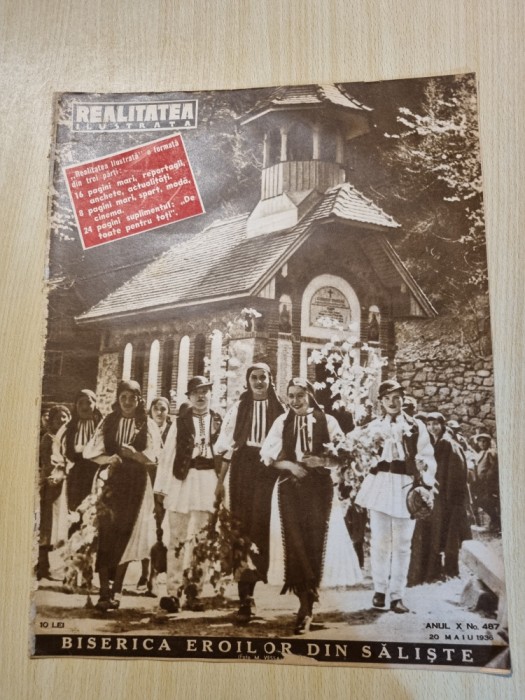 REALITATEA
ILUSTRATA
„Realitatea Ilustrată" e formată
din trei părți:
16 pagini mari, reportagii,
anchete, actualități.
8 pagini mari, sport, modă,
cinema.
24 pagini suplimentul: „De
toate pentru toți".
10 LEI
ANUL X No. 487
20 MAIU 1936
BISERICA EROILOR DIN SĂLIȘTE
(Foto M.